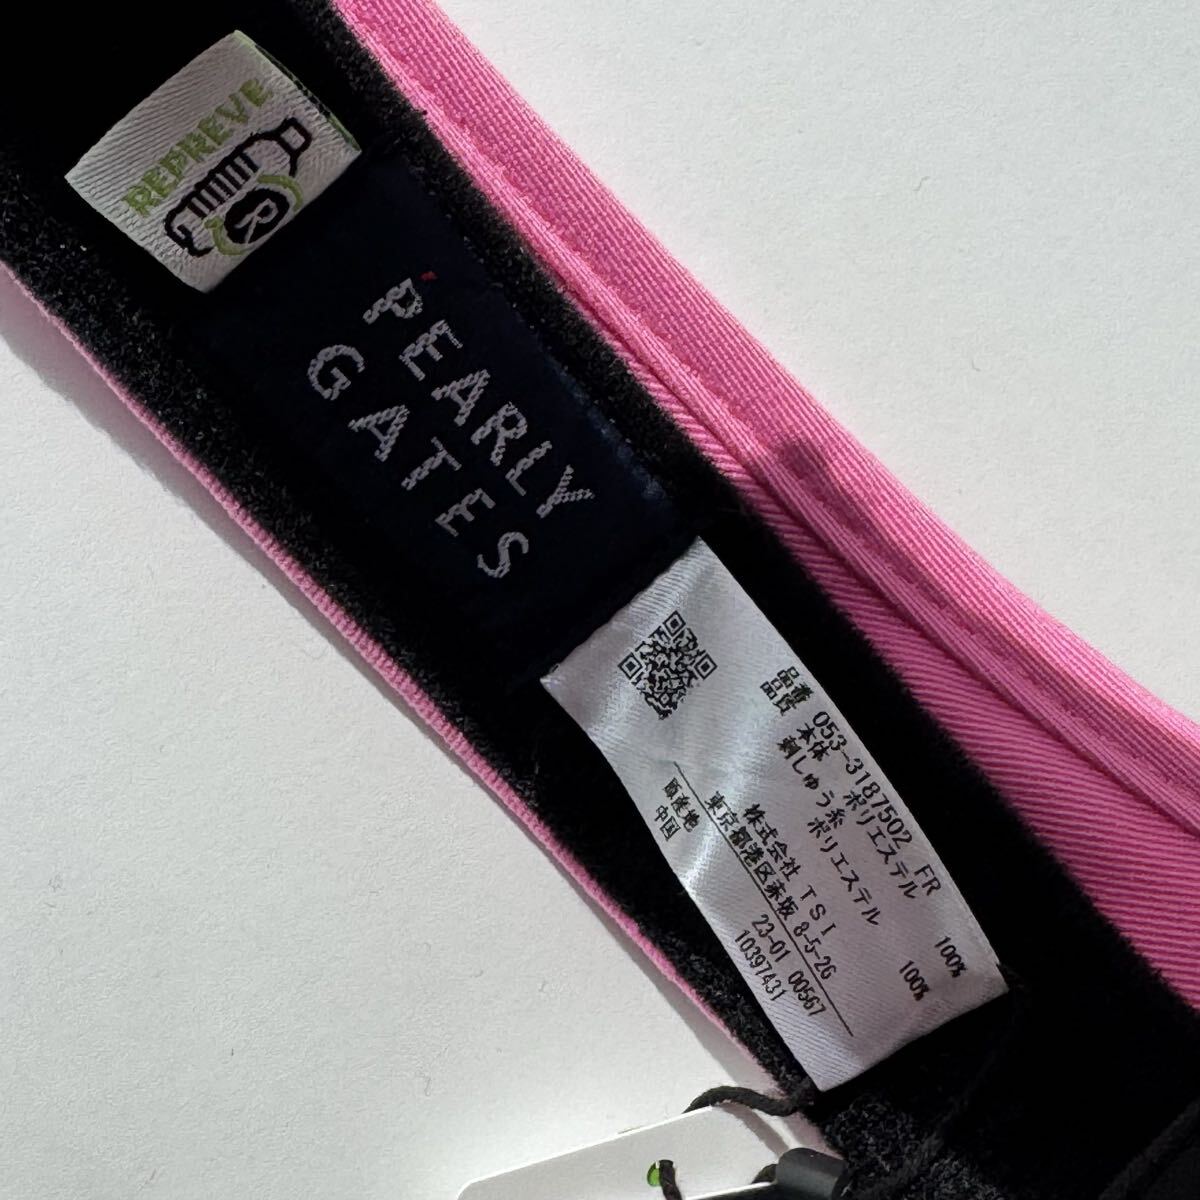 REPREVE
R
PEARLY
GATES
品番 053-3187502 FR
品質 本体 ポリエステル 100%
刺しゅう糸 ポリエステル 100%
株式会社 TSI
東京都港区赤坂 8-5-26
原産地 23-01 00567
中国 10397431